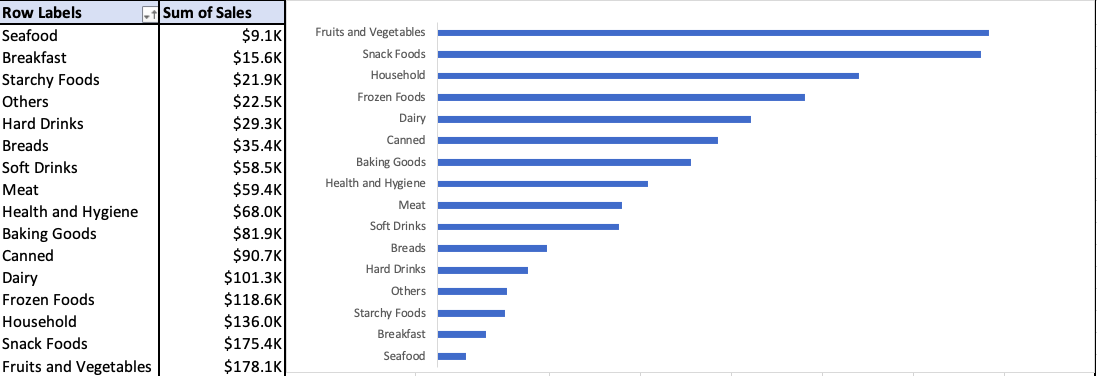 Row Labels Sum of Sales
Seafood $9.1K
Breakfast $15.6K
Starchy Foods $21.9K
Others $22.5K
Hard Drinks $29.3K
Breads $35.4K
Soft Drinks $58.5K
Meat $59.4K
Health and Hygiene $68.0K
Baking Goods $81.9K
Canned $90.7K
Dairy $101.3K
Frozen Foods $118.6K
Household $136.0K
Snack Foods $175.4K
Fruits and Vegetables $178.1K
Fruits and Vegetables
Snack Foods
Household
Frozen Foods
Dairy
Canned
Baking Goods
Health and Hygiene
Meat
Soft Drinks
Breads
Hard Drinks
Others
Starchy Foods
Breakfast
Seafood